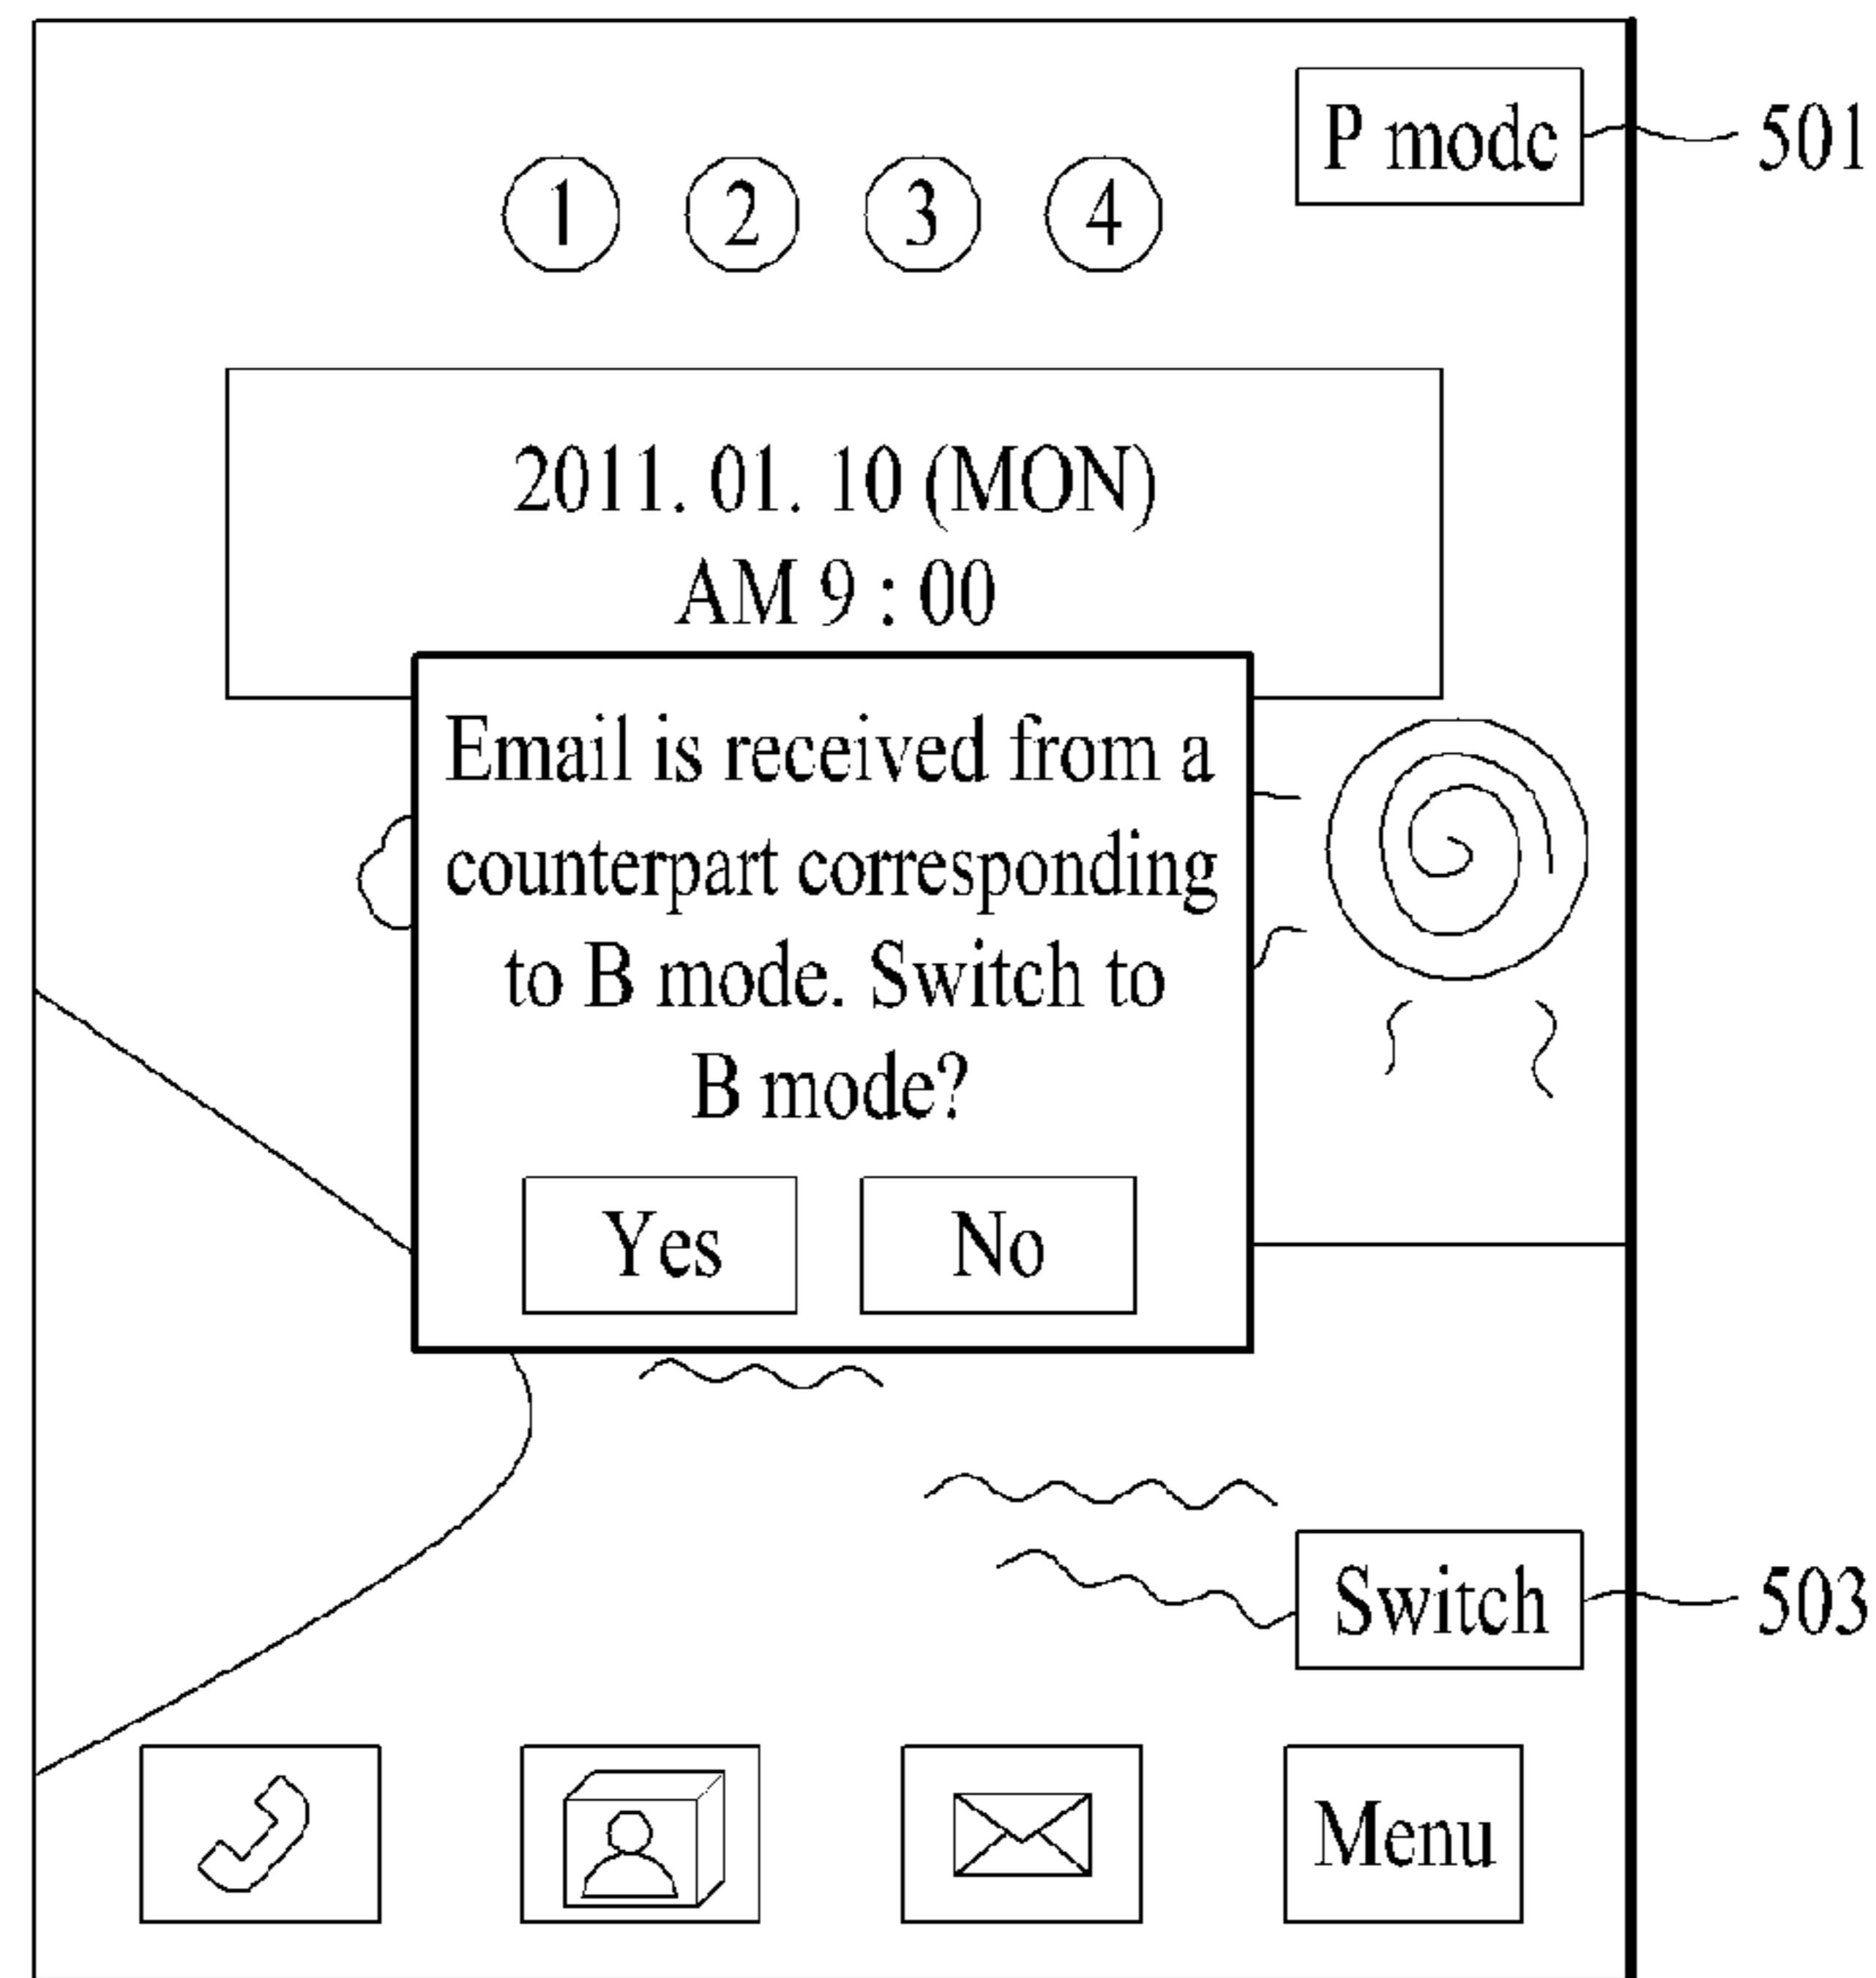 P mode
501
1 2 3 4
2011. 01. 10 (MON)
AM 9 : 00
Email is received from a
counterpart corresponding
to B mode. Switch to
B mode?
Yes No
Switch
503
Menu